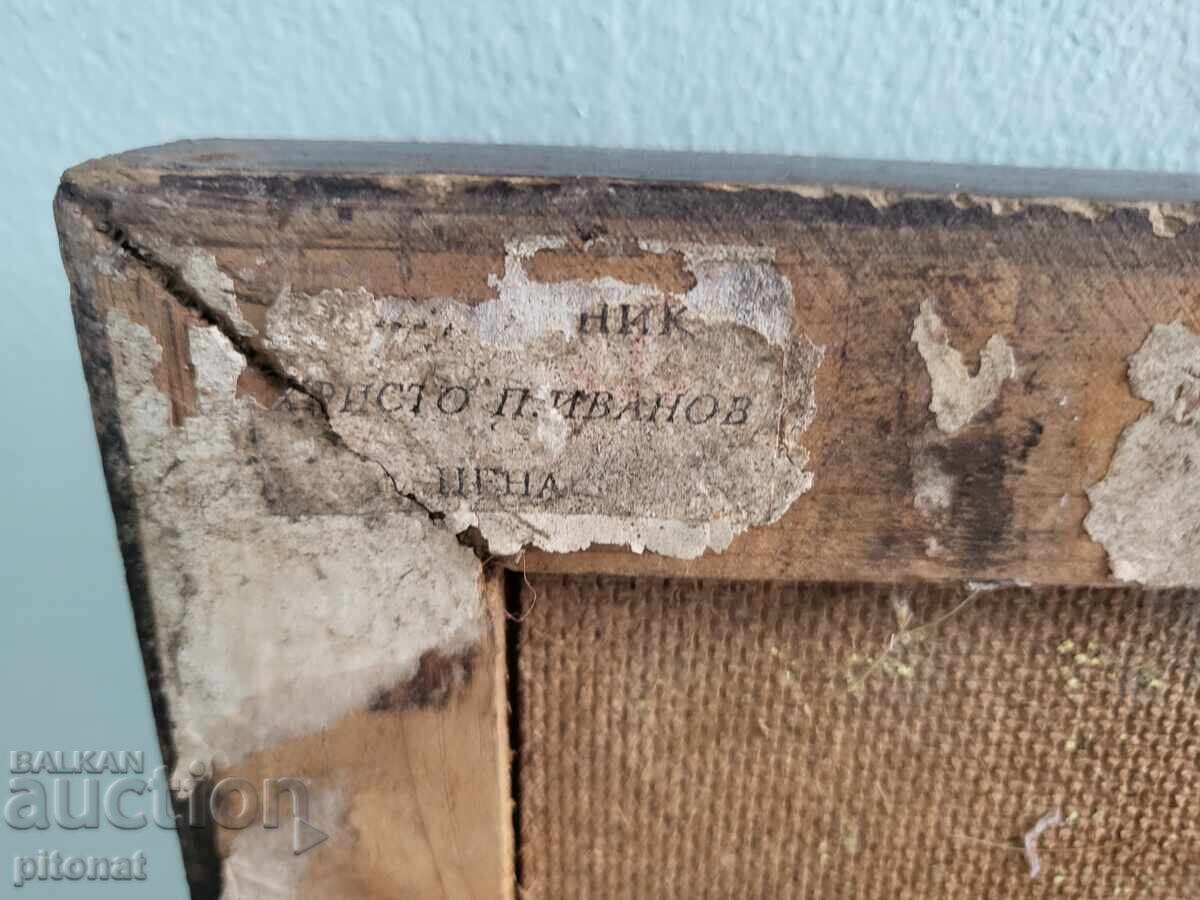 НИК
ХРИСТО П. ИВАНОВ
ЦЕНА
BALKAN
auction
pitonat